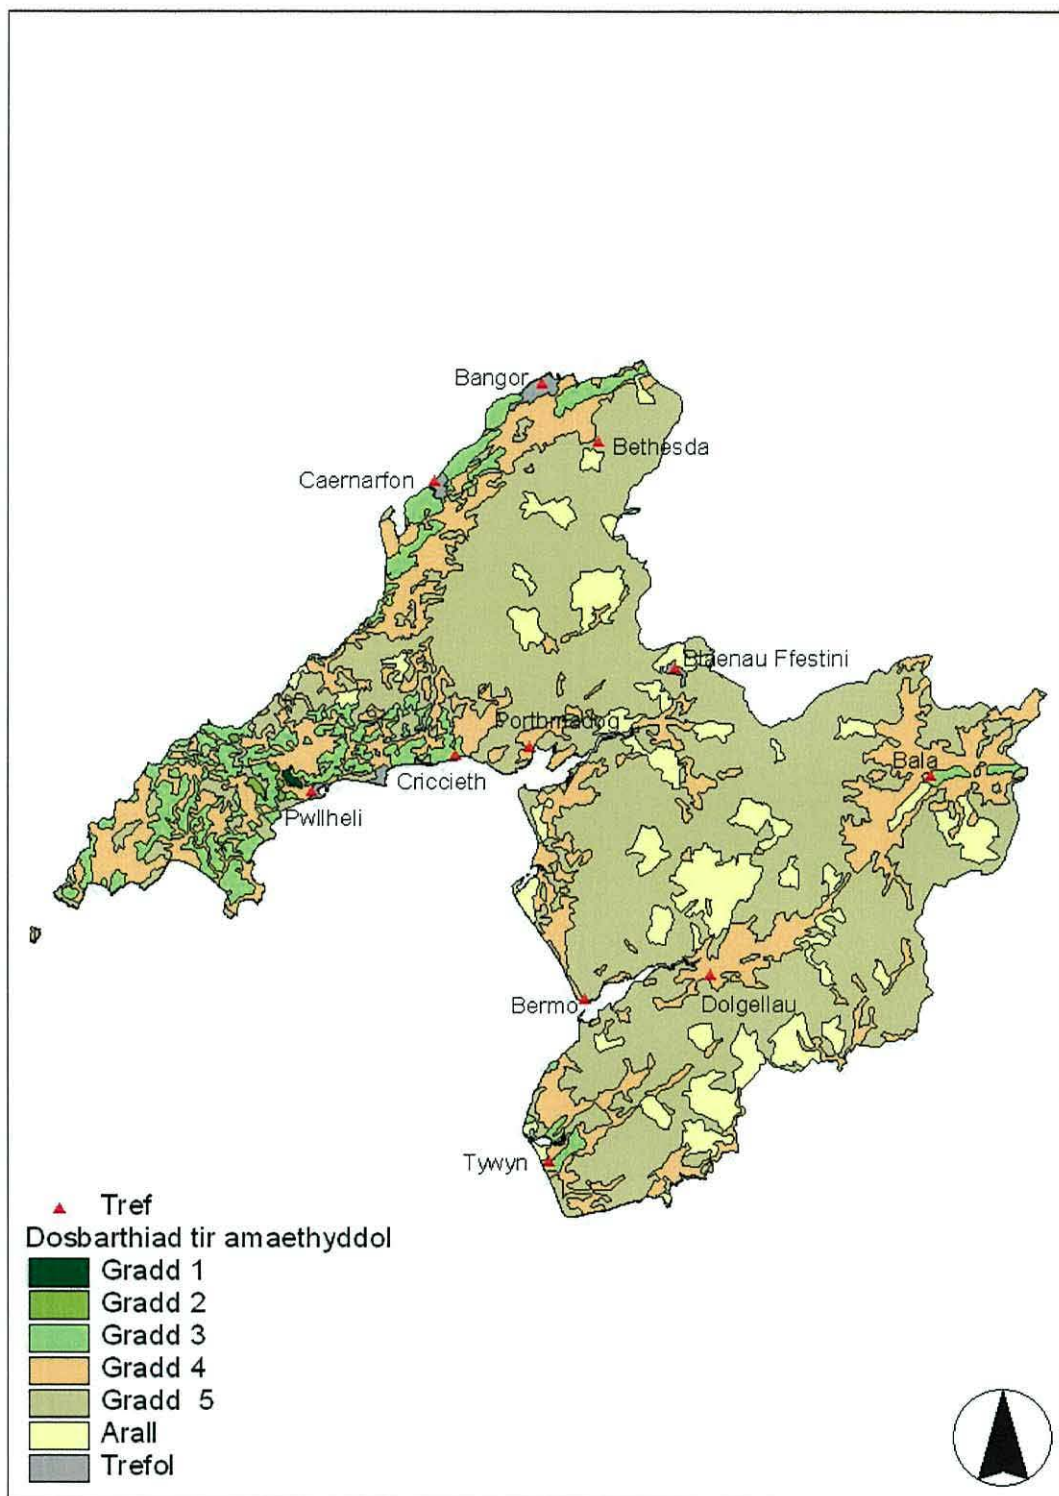 Bangor
Bethesda
Caernarfon
Blaenau Ffestini
Porthmadog
Bala
Criccieth
Pwllheli
Bermo
Dolgellau
Tywyn
Tref
Dosbarthiad tir amaethyddol
Gradd 1
Gradd 2
Gradd 3
Gradd 4
Gradd 5
Arall
Trefol